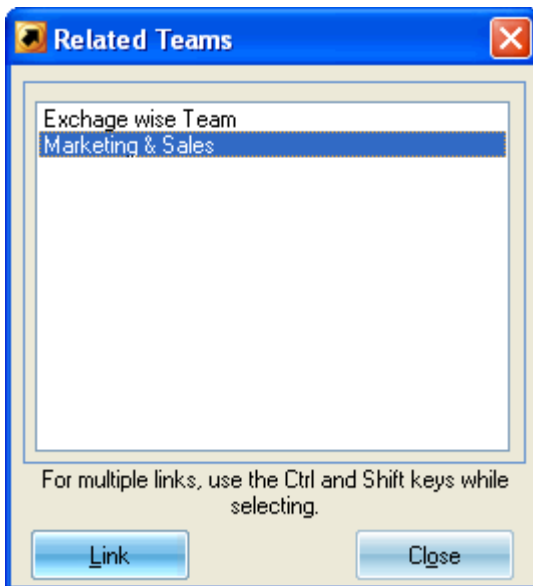 Related Teams
Exchage wise Team
Marketing & Sales
For multiple links, use the Ctrl and Shift keys while
selecting.
Link
Close